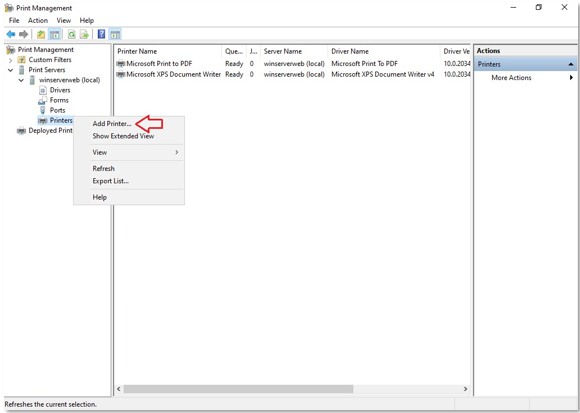 Print Management
File Action View Help
Print Management
Custom Filters
Print Servers
winserverweb (local)
Drivers
Forms
Ports
Printers
Deployed Print
Add Printer...
Show Extended View
View
Refresh
Export List...
Help
Printer Name Que... J... Server Name Driver Name Driver Ve
Microsoft Print to PDF Ready 0 winserverweb (local) Microsoft Print To PDF 10.0.2034
Microsoft XPS Document Writer Ready 0 winserverweb (local) Microsoft XPS Document Writer v4 10.0.2034
Actions
Printers
More Actions
Refreshes the current selection.